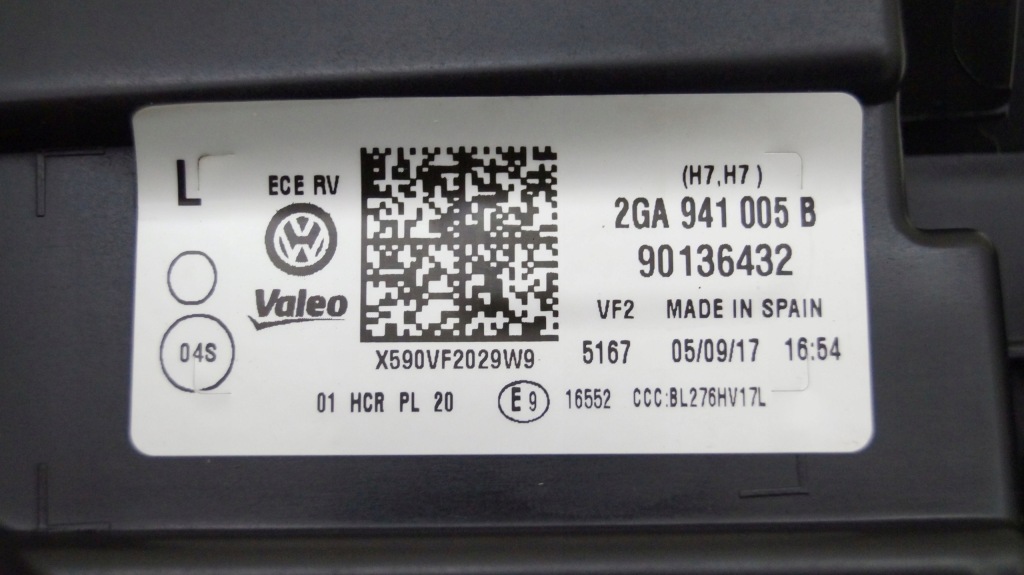 L
ECE RV
(H7,H7 )
2GA 941 005 B
90136432
Valeo
VF2 MADE IN SPAIN
04S
X590VF2029W9
5167 05/09/17 16:54
01 HCR PL 20 E9 16552 CCC:BL276HV17L